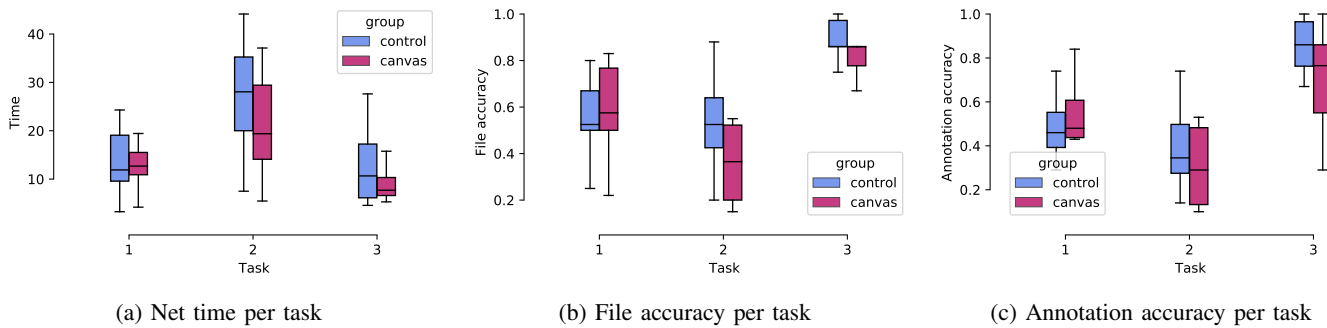 group
control
canvas
Time
40
30
20
10
1 2 3
Task
(a) Net time per task
File accuracy
1.0
0.8
0.6
0.4
0.2
group
control
canvas
1 2 3
Task
(b) File accuracy per task
Annotation accuracy
1.0
0.8
0.6
0.4
0.2
group
control
canvas
1 2 3
Task
(c) Annotation accuracy per task